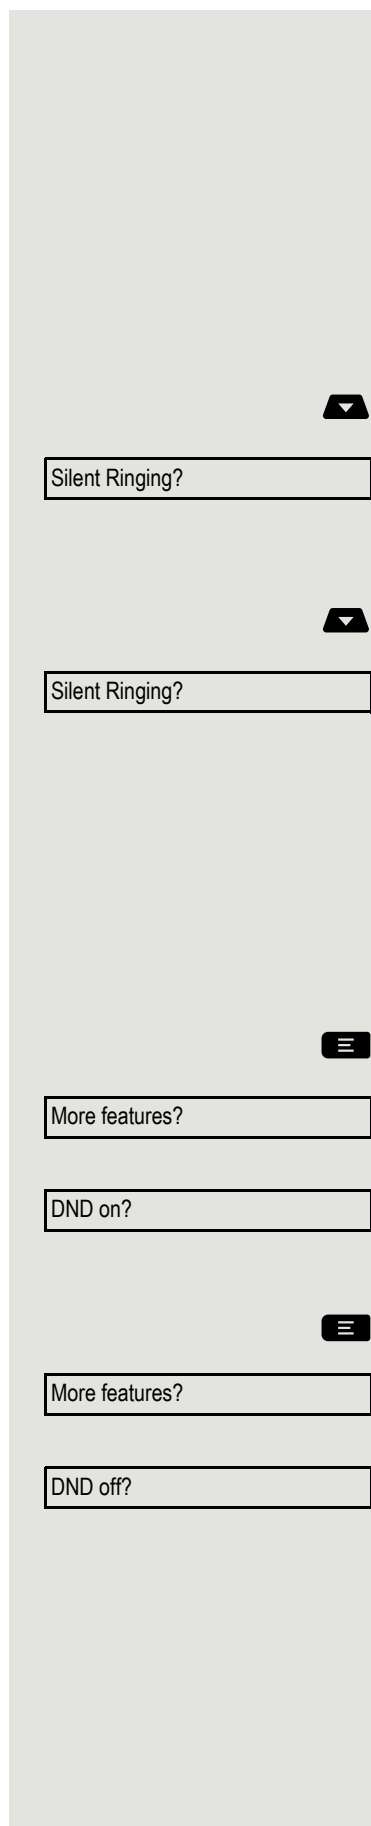 Silent Ringing?
Silent Ringing?
More features?
DND on?
More features?
DND off?